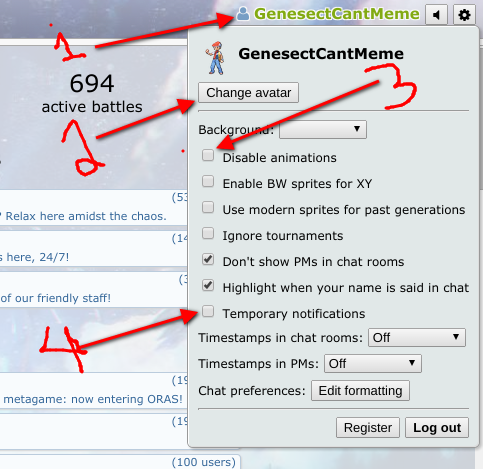 1
GenesectCantMeme
GenesectCantMeme
694
active battles
Change avatar
3
2
Background:
Disable animations
Enable BW sprites for XY
(53
? Relax here amidst the chaos.
Use modern sprites for past generations
(14
Ignore tournaments
s here, 24/7!
Don't show PMs in chat rooms
(3
Highlight when your name is said in chat
of our friendly staff!
Temporary notifications
4
Timestamps in chat rooms: Off
Timestamps in PMs: Off
(19
Chat preferences: Edit formatting
metagame: now entering ORAS!
(19
Register Log out
(100 users)